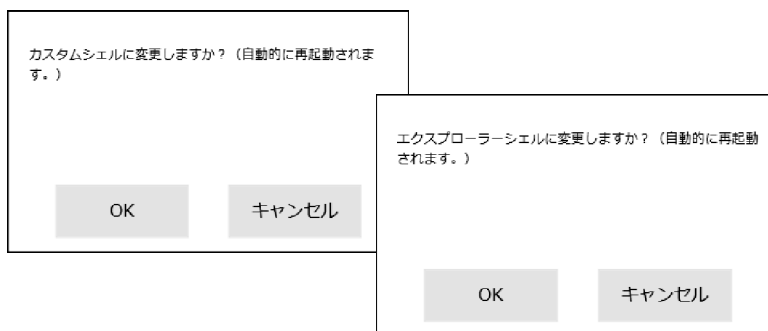 カスタムシェルに変更しますか？（自動的に再起動されま
す。）
OK
キャンセル
エクスプローラーシェルに変更しますか？（自動的に再起動
されます。）
OK
キャンセル